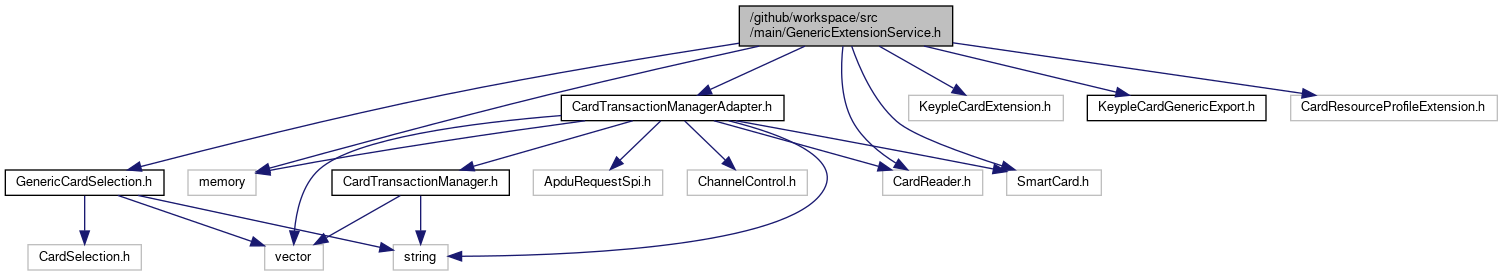 /github/workspace/src
/main/GenericExtensionService.h
CardTransactionManagerAdapter.h
KeypleCardExtension.h
KeypleCardGenericExport.h
CardResourceProfileExtension.h
GenericCardSelection.h
memory
CardTransactionManager.h
ApduRequestSpi.h
ChannelControl.h
CardReader.h
SmartCard.h
CardSelection.h
vector
string